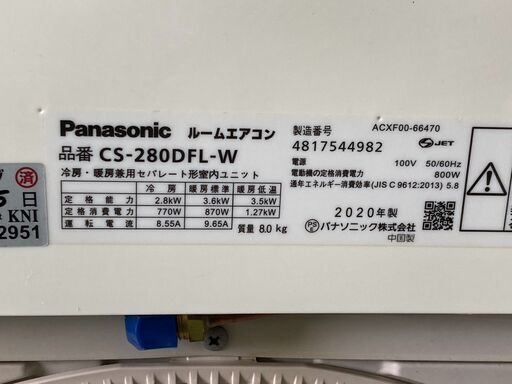 Panasonic ルームエアコン
品番 CS-280DFL-W
冷房・暖房兼用セパレート形室内ユニット
冷房標準 暖房標準 暖房低温
定格能力 2.8kW 3.6kW 3.5kW
定格消費電力 770W 870W 1.27kW
運転電流 8.55A 9.65A
質量 8.0kg
製造番号 ACXF00-66470
4817544982 JET
電源 100V 50/60Hz
電動機の定格消費電力 800W
通年エネルギー消費効率(JIS C 9612:2013) 5.8
2020年製
PSE パナソニック株式会社
中国製
済
日
KNI
2951